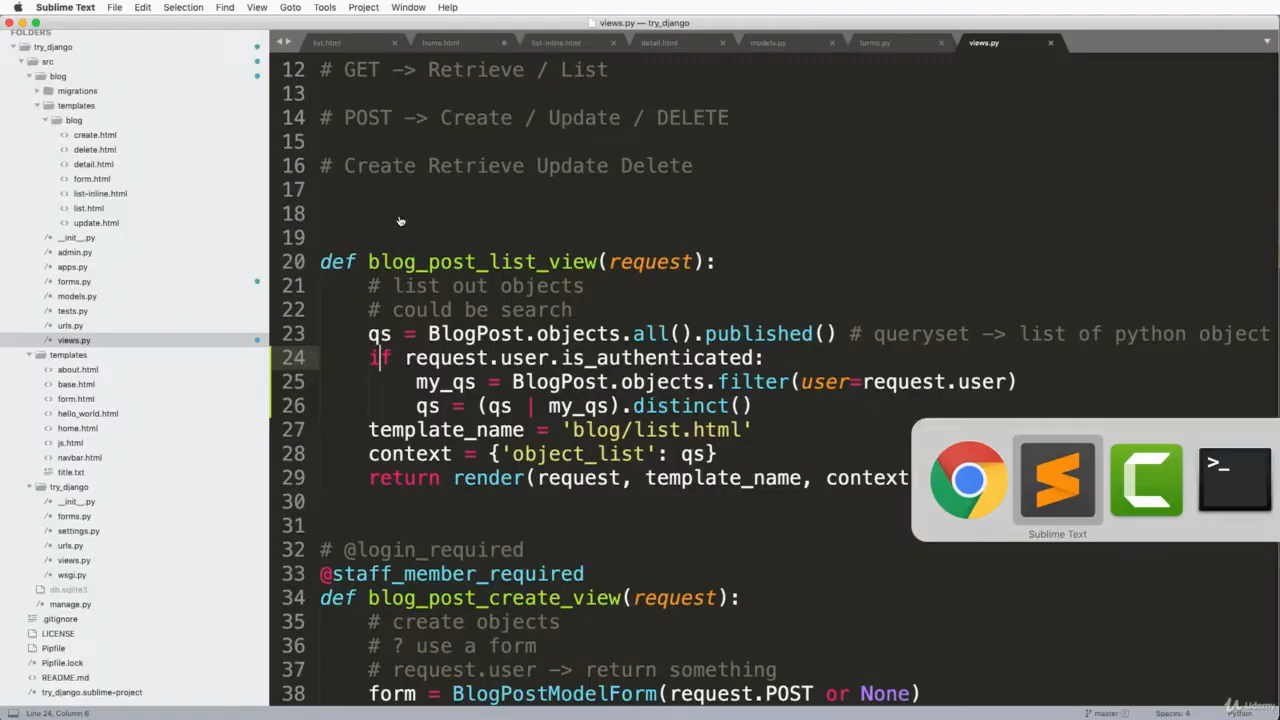 Sublime Text File Edit Selection Find View Goto Tools Project Window Help
views.py — try_django
FOLDERS
try_django
src
blog
migrations
templates
blog
create.html
delete.html
detail.html
form.html
list-inline.html
list.html
update.html
__init__.py
admin.py
apps.py
forms.py
models.py
tests.py
urls.py
views.py
templates
about.html
base.html
form.html
hello_world.html
home.html
js.html
navbar.html
title.txt
try_django
__init__.py
forms.py
settings.py
urls.py
views.py
wsgi.py
db.sqlite3
manage.py
.gitignore
LICENSE
Pipfile
Pipfile.lock
README.md
try_django.sublime-project
list.html home.html list-inline.html detail.html models.py forms.py views.py
12 # GET -> Retrieve / List
13
14 # POST -> Create / Update / DELETE
15
16 # Create Retrieve Update Delete
17
18
19
20 def blog_post_list_view(request):
21 # list out objects
22 # could be search
23 qs = BlogPost.objects.all().published() # queryset -> list of python object
24 if request.user.is_authenticated:
25 my_qs = BlogPost.objects.filter(user=request.user)
26 qs = (qs | my_qs).distinct()
27 template_name = 'blog/list.html'
28 context = {'object_list': qs}
29 return render(request, template_name, context
30
31
32 # @login_required
33 @staff_member_required
34 def blog_post_create_view(request):
35 # create objects
36 # ? use a form
37 # request.user -> return something
38 form = BlogPostModelForm(request.POST or None)
>_
Sublime Text
Line 24, Column 6
master 2
Spaces: 4
Python
Udemy